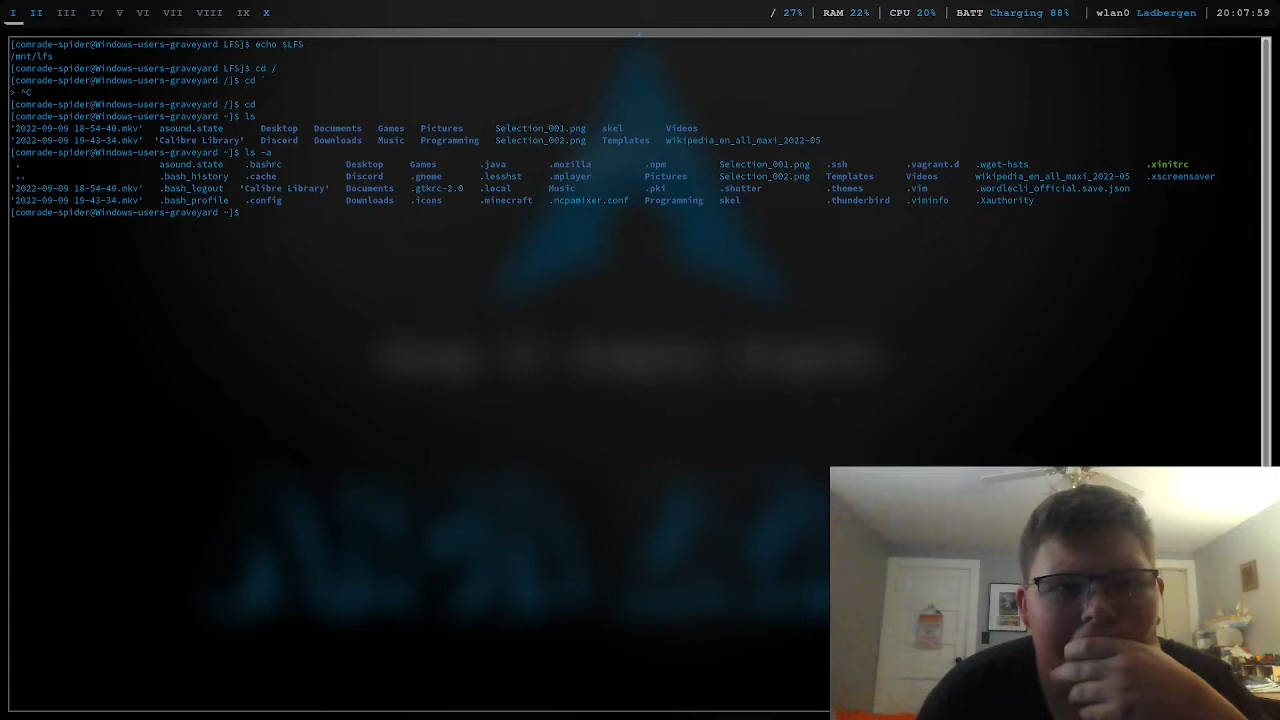 I II III IV V VI VII VIII IX X / 27% | RAM 22% | CPU 20% | BATT Charging 88% | wlan0 Ladbergen | 20:07:59
[comrade-spider@Windows-users-graveyard LFS]$ echo $LFS
/mnt/lfs
[comrade-spider@Windows-users-graveyard LFS]$ cd /
[comrade-spider@Windows-users-graveyard /]$ cd `
> ^C
[comrade-spider@Windows-users-graveyard /]$ cd
[comrade-spider@Windows-users-graveyard ~]$ ls
'2022-09-09 18-54-40.mkv' asound.state Desktop Documents Games Pictures Selection_001.png skel Videos
'2022-09-09 19-43-34.mkv' 'Calibre Library' Discord Downloads Music Programming Selection_002.png Templates wikipedia_en_all_maxi_2022-05
[comrade-spider@Windows-users-graveyard ~]$ ls -a
. asound.state .bashrc Desktop Games .java .mozilla .npm Selection_001.png .ssh .vagrant.d .wget-hsts .xinitrc
.. .bash_history .cache Discord .gnome .lesshst .mplayer Pictures Selection_002.png Templates Videos wikipedia_en_all_maxi_2022-05 .xscreensaver
'2022-09-09 18-54-40.mkv' .bash_logout 'Calibre Library' Documents .gtkrc-2.0 .local Music .pki .shutter .themes .vim .wordlecli_official.save.json
'2022-09-09 19-43-34.mkv' .bash_profile .config Downloads .icons .minecraft .ncpamixer.conf Programming skel .thunderbird .viminfo .Xauthority
[comrade-spider@Windows-users-graveyard ~]$